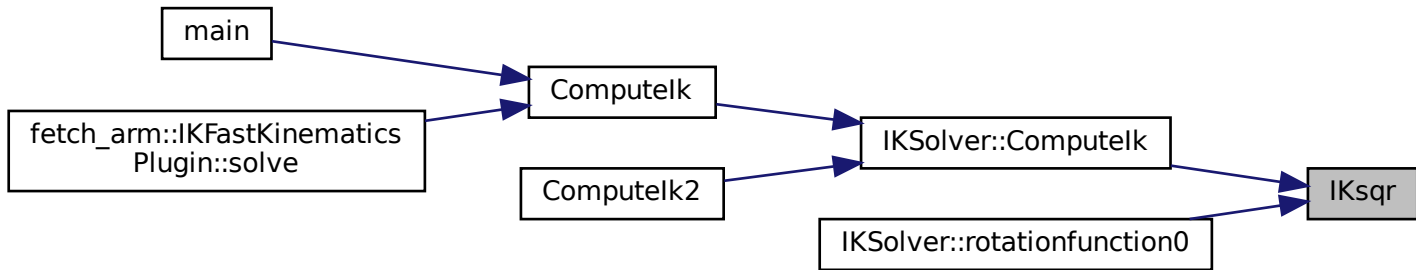 main
fetch_arm::IKFastKinematics
Plugin::solve
ComputeIk
ComputeIk2
IKSolver::ComputeIk
IKSolver::rotationfunction0
IKsqr